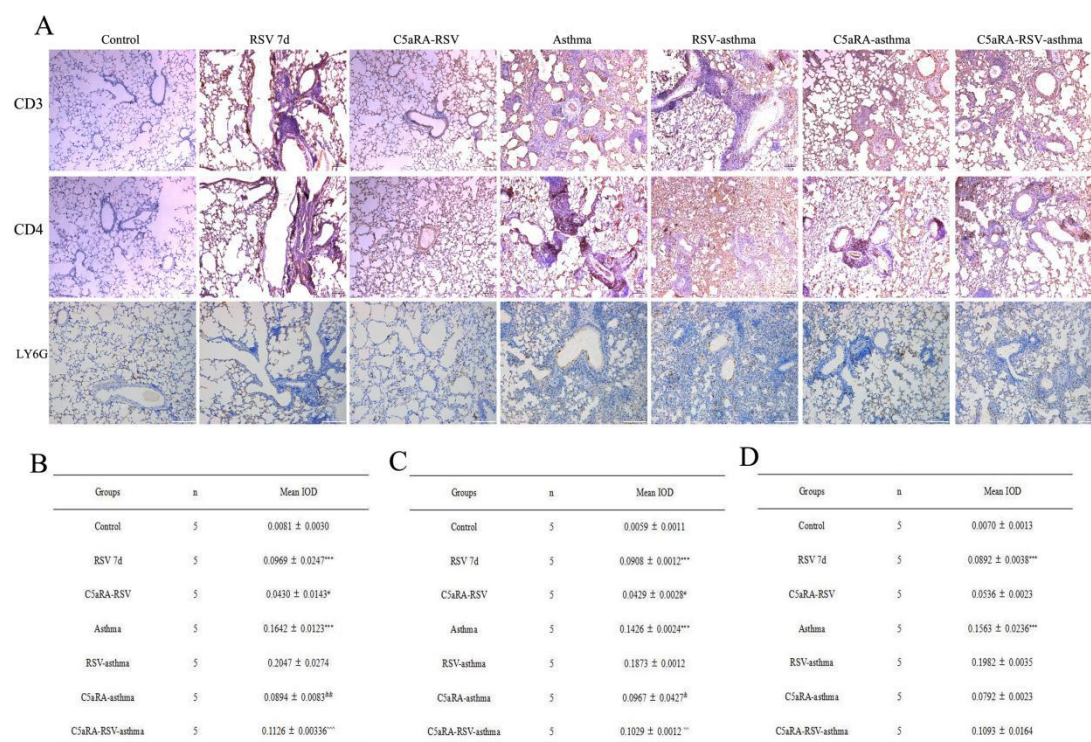 A
Control RSV 7d C5aRA-RSV Asthma RSV-asthma C5aRA-asthma C5aRA-RSV-asthma
CD3
CD4
LY6G
B
Groups n Mean IOD
Control 5 0.0081 ± 0.0030
RSV 7d 5 0.0969 ± 0.0247***
C5aRA-RSV 5 0.0430 ± 0.0143#
Asthma 5 0.1642 ± 0.0123***
RSV-asthma 5 0.2047 ± 0.0274
C5aRA-asthma 5 0.0894 ± 0.0083&&
C5aRA-RSV-asthma 5 0.1126 ± 0.00336^^^
C
Groups n Mean IOD
Control 5 0.0059 ± 0.0011
RSV 7d 5 0.0908 ± 0.0012***
C5aRA-RSV 5 0.0429 ± 0.0028#
Asthma 5 0.1426 ± 0.0024***
RSV-asthma 5 0.1873 ± 0.0012
C5aRA-asthma 5 0.0967 ± 0.0427&
C5aRA-RSV-asthma 5 0.1029 ± 0.0012^^
D
Groups n Mean IOD
Control 5 0.0070 ± 0.0013
RSV 7d 5 0.0892 ± 0.0038***
C5aRA-RSV 5 0.0536 ± 0.0023
Asthma 5 0.1563 ± 0.0236***
RSV-asthma 5 0.1982 ± 0.0035
C5aRA-asthma 5 0.0792 ± 0.0023
C5aRA-RSV-asthma 5 0.1093 ± 0.0164